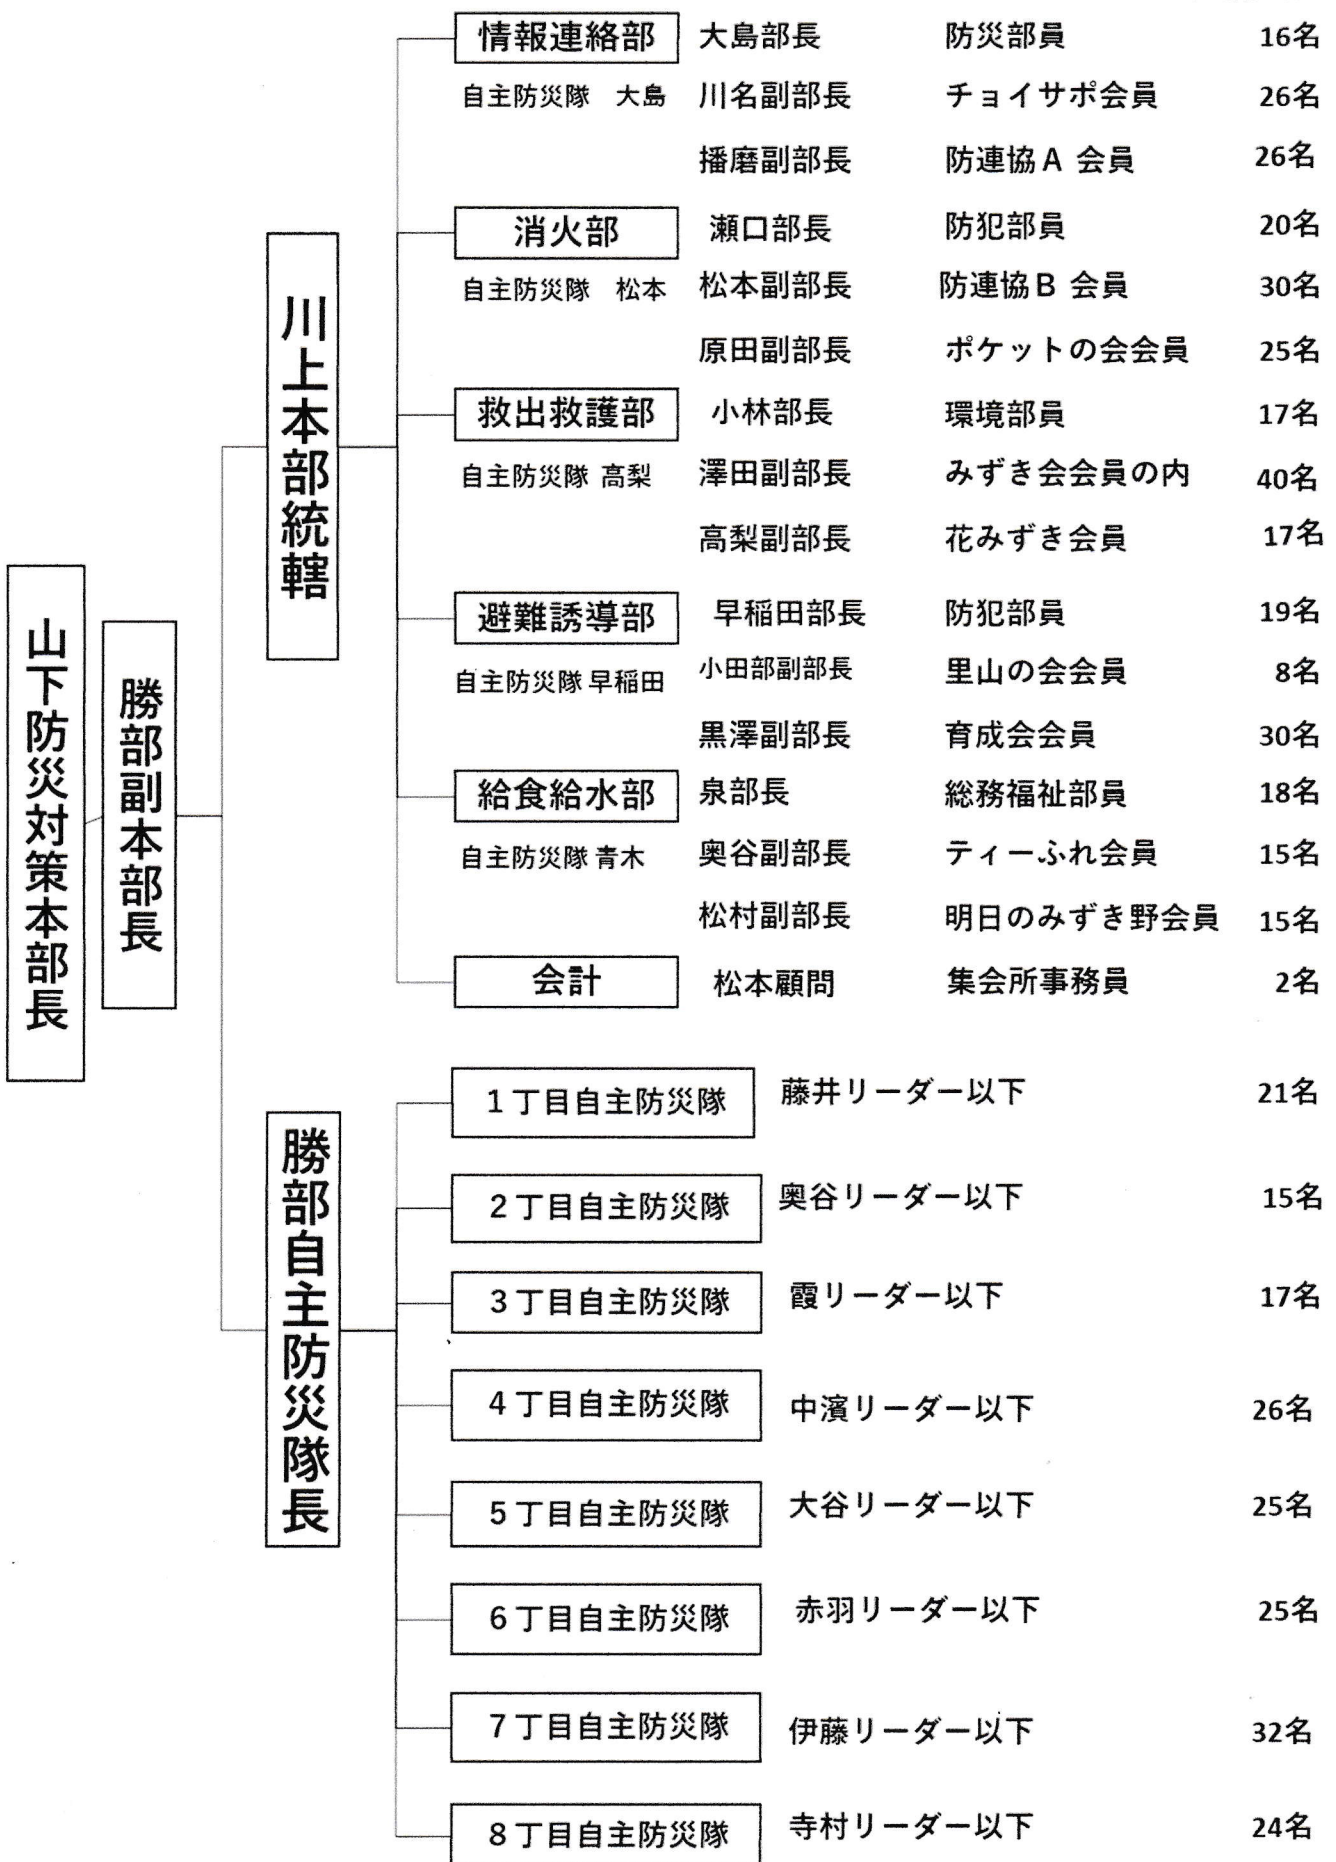 山下防災対策本部長
勝部副本部長
川上本部統轄
情報連絡部 大島部長 防災部員 16名
自主防災隊 大島 川名副部長 チョイサポ会員 26名
播磨副部長 防連協A 会員 26名
消火部 瀬口部長 防犯部員 20名
自主防災隊 松本 松本副部長 防連協B 会員 30名
原田副部長 ポケットの会会員 25名
救出救護部 小林部長 環境部員 17名
自主防災隊 高梨 澤田副部長 みずき会会員の内 40名
高梨副部長 花みずき会員 17名
避難誘導部 早稲田部長 防犯部員 19名
自主防災隊 早稲田 小田部副部長 里山の会会員 8名
黒澤副部長 育成会会員 30名
給食給水部 泉部長 総務福祉部員 18名
自主防災隊 青木 奥谷副部長 ティーふれ会員 15名
松村副部長 明日のみずき野会員 15名
会計 松本顧問 集会所事務員 2名
勝部自主防災隊長
1丁目自主防災隊 藤井リーダー以下 21名
2丁目自主防災隊 奥谷リーダー以下 15名
3丁目自主防災隊 霞リーダー以下 17名
4丁目自主防災隊 中濱リーダー以下 26名
5丁目自主防災隊 大谷リーダー以下 25名
6丁目自主防災隊 赤羽リーダー以下 25名
7丁目自主防災隊 伊藤リーダー以下 32名
8丁目自主防災隊 寺村リーダー以下 24名